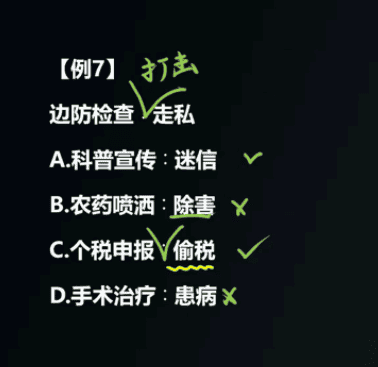 【例7】 打击
边防检查：走私
A.科普宣传：迷信
B.农药喷洒：除害
C.个税申报：偷税
D.手术治疗：患病